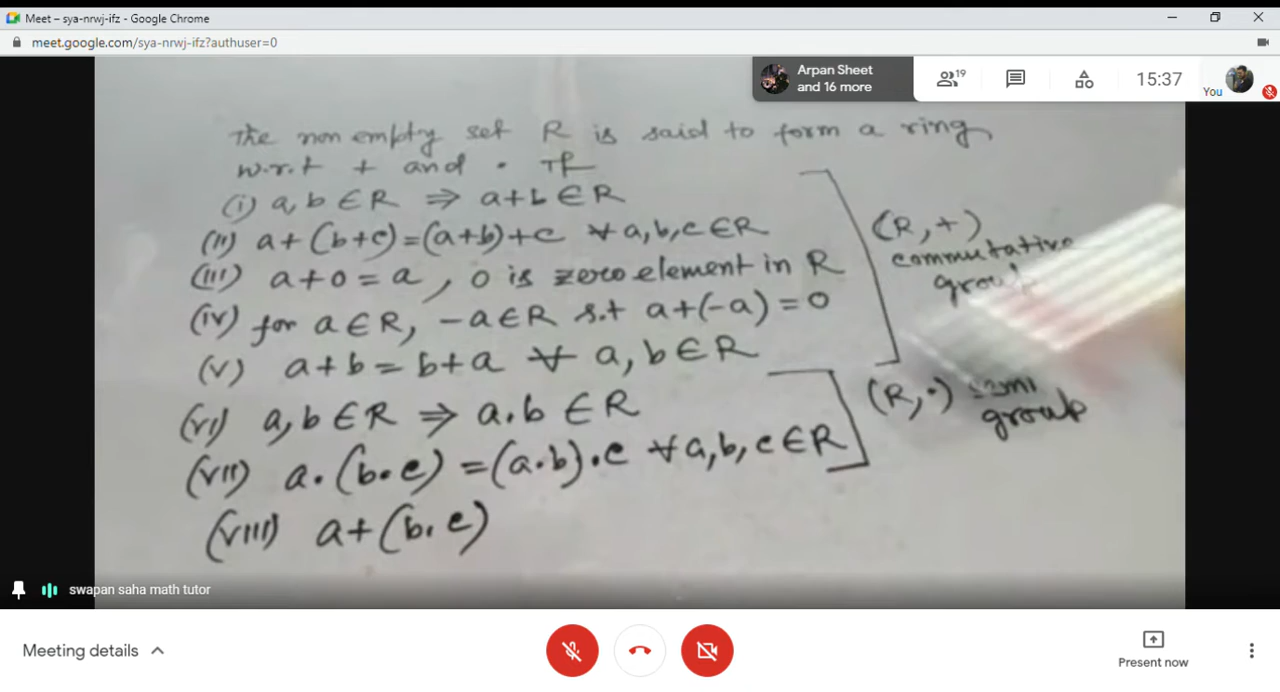 Meet – sya-nrwj-ifz - Google Chrome
meet.google.com/sya-nrwj-ifz?authuser=0
Arpan Sheet
and 16 more
19
15:37
You
The non empty set R is said to form a ring
w.r.t + and · If
(i) a, b ∈ R ⇒ a+b ∈ R
(ii) a+(b+c)=(a+b)+c ∀ a,b,c ∈ R
(iii) a+0=a, 0 is zero element in R
(iv) for a ∈ R, -a ∈ R s.t a+(-a)=0
(v) a+b=b+a ∀ a, b ∈ R
(R, +)
commutative
group
(vi) a, b ∈ R ⇒ a.b ∈ R
(vii) a.(b.c) =(a.b).c ∀ a, b, c ∈ R
(R, ·) semi
group
(viii) a+(b.c)
swapan saha math tutor
Meeting details
Present now